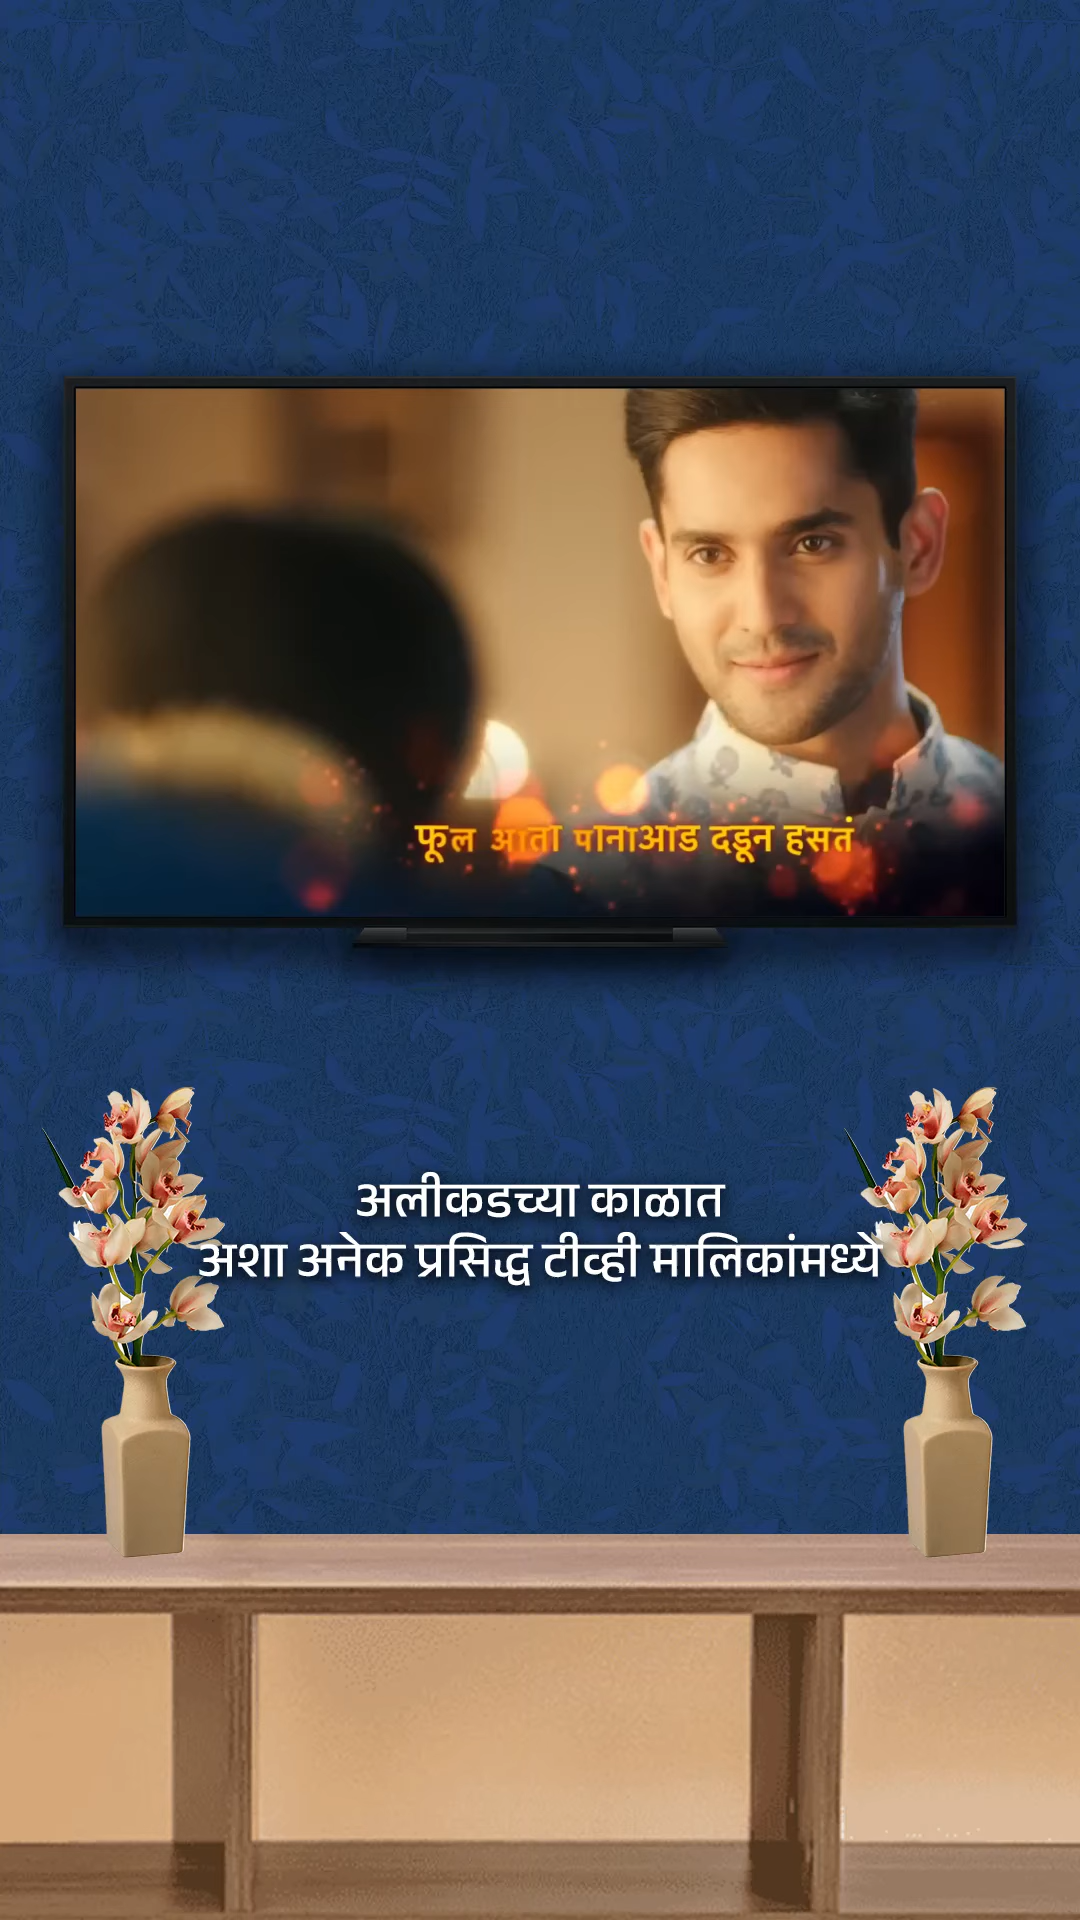 फूल आता पानाआड दडून हसतं
अलीकडच्या काळात
अशा अनेक प्रसिद्ध टीव्ही मालिकांमध्ये